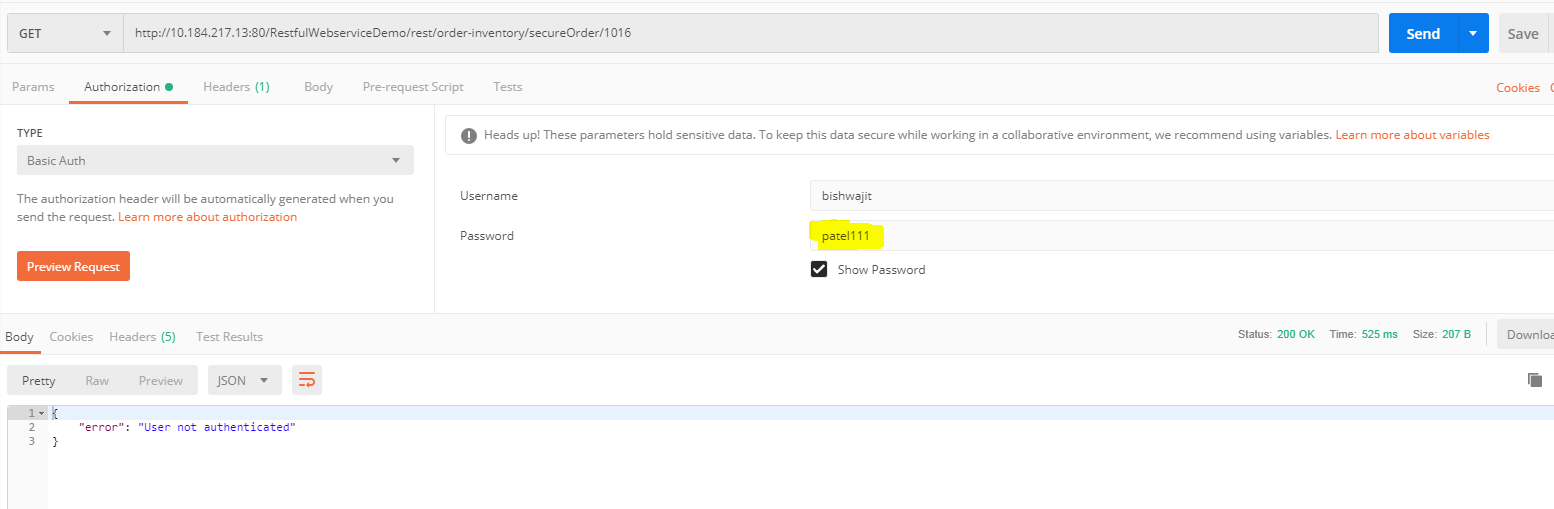 GET http://10.184.217.13:80/RestfulWebserviceDemo/rest/order-inventory/secureOrder/1016 Send Save
Params Authorization Headers (1) Body Pre-request Script Tests Cookies
TYPE
Basic Auth
The authorization header will be automatically generated when you
send the request. Learn more about authorization
Preview Request
Heads up! These parameters hold sensitive data. To keep this data secure while working in a collaborative environment, we recommend using variables. Learn more about variables
Username bishwajit
Password patel111
Show Password
Body Cookies Headers (5) Test Results Status: 200 OK Time: 525 ms Size: 207 B Downloa
Pretty Raw Preview JSON
1 {
2 "error": "User not authenticated"
3 }